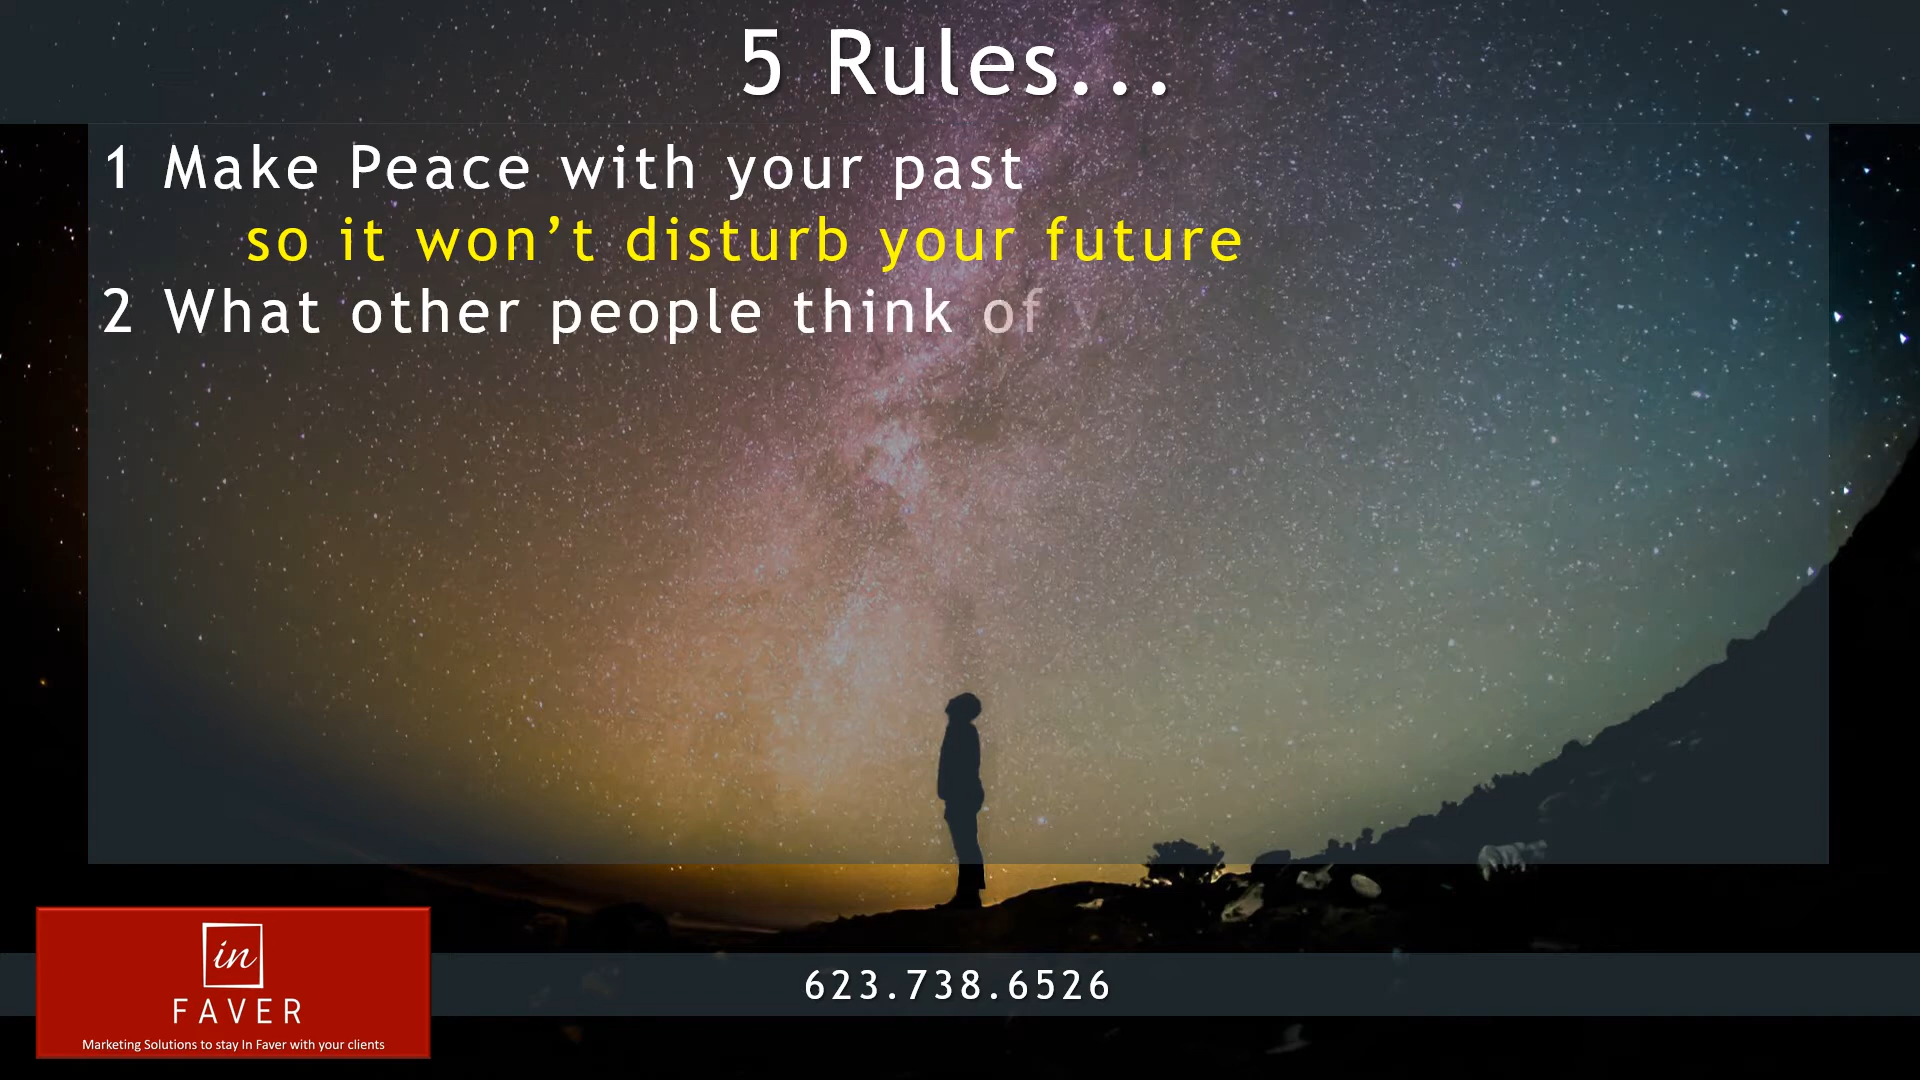 5 Rules...
1 Make Peace with your past
so it won’t disturb your future
2 What other people think of
in
FAVER
Marketing Solutions to stay In Faver with your clients
623.738.6526